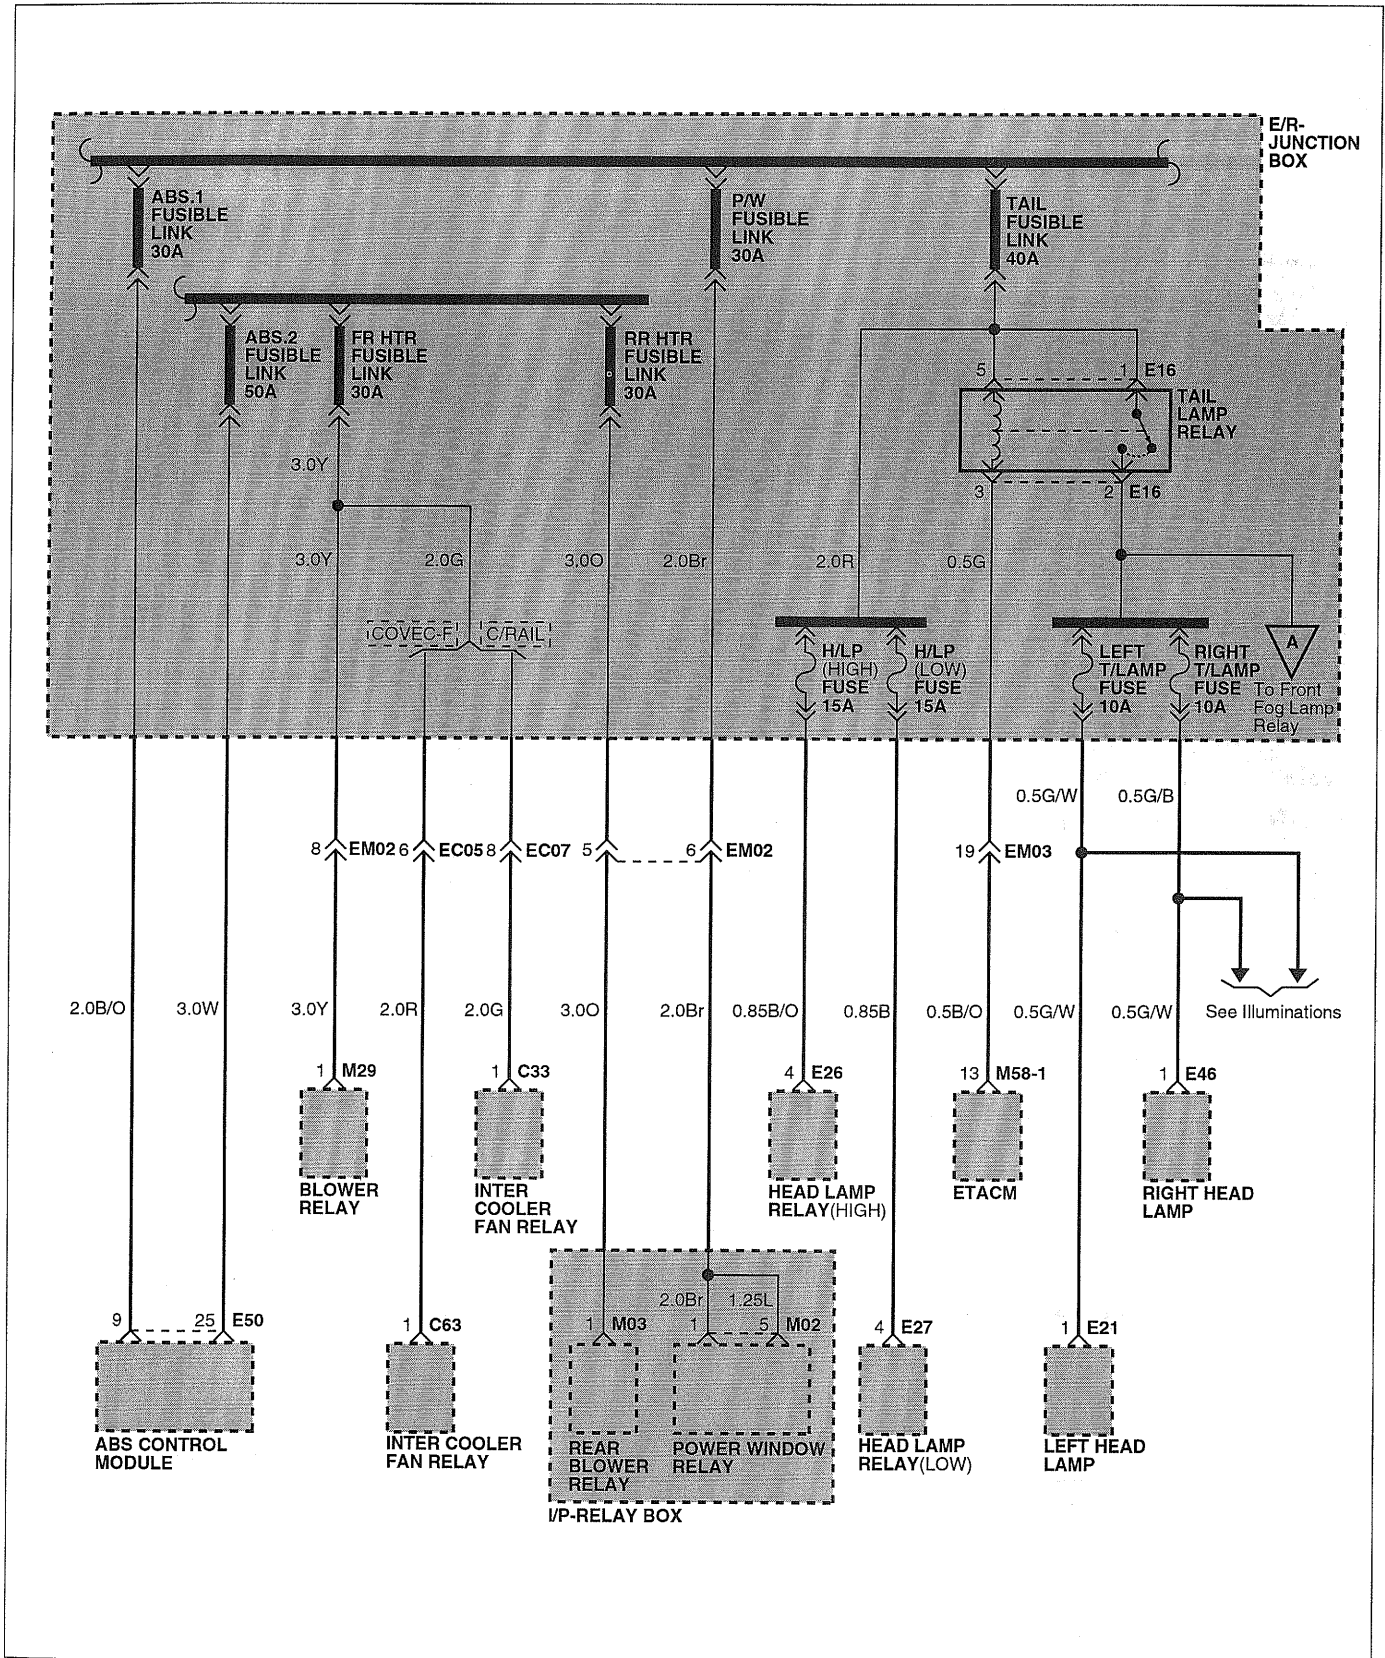 E/R-
JUNCTION
BOX
ABS.1
FUSIBLE
LINK
30A
P/W
FUSIBLE
LINK
30A
TAIL
FUSIBLE
LINK
40A
ABS.2
FUSIBLE
LINK
50A
FR HTR
FUSIBLE
LINK
30A
RR HTR
FUSIBLE
LINK
30A
5
1
E16
TAIL
LAMP
RELAY
3
2
E16
3.0Y
3.0Y
2.0G
3.0O
2.0Br
2.0R
0.5G
COVEC-F
C/RAIL
H/LP
(HIGH)
FUSE
15A
H/LP
(LOW)
FUSE
15A
LEFT
T/LAMP
FUSE
10A
RIGHT
T/LAMP
FUSE
10A
A
To Front
Fog Lamp
Relay
0.5G/W
0.5G/B
8
EM02
6
EC05
8
EC07
5
6
EM02
19
EM03
2.0B/O
3.0W
3.0Y
2.0R
2.0G
3.0O
2.0Br
0.85B/O
0.85B
0.5B/O
0.5G/W
0.5G/W
See Illuminations
1
M29
1
C33
4
E26
13
M58-1
1
E46
BLOWER
RELAY
INTER
COOLER
FAN RELAY
HEAD LAMP
RELAY(HIGH)
ETACM
RIGHT HEAD
LAMP
2.0Br
1.25L
9
25
E50
1
C63
1
M03
1
5
M02
4
E27
1
E21
ABS CONTROL
MODULE
INTER COOLER
FAN RELAY
REAR
BLOWER
RELAY
POWER WINDOW
RELAY
HEAD LAMP
RELAY(LOW)
LEFT HEAD
LAMP
I/P-RELAY BOX